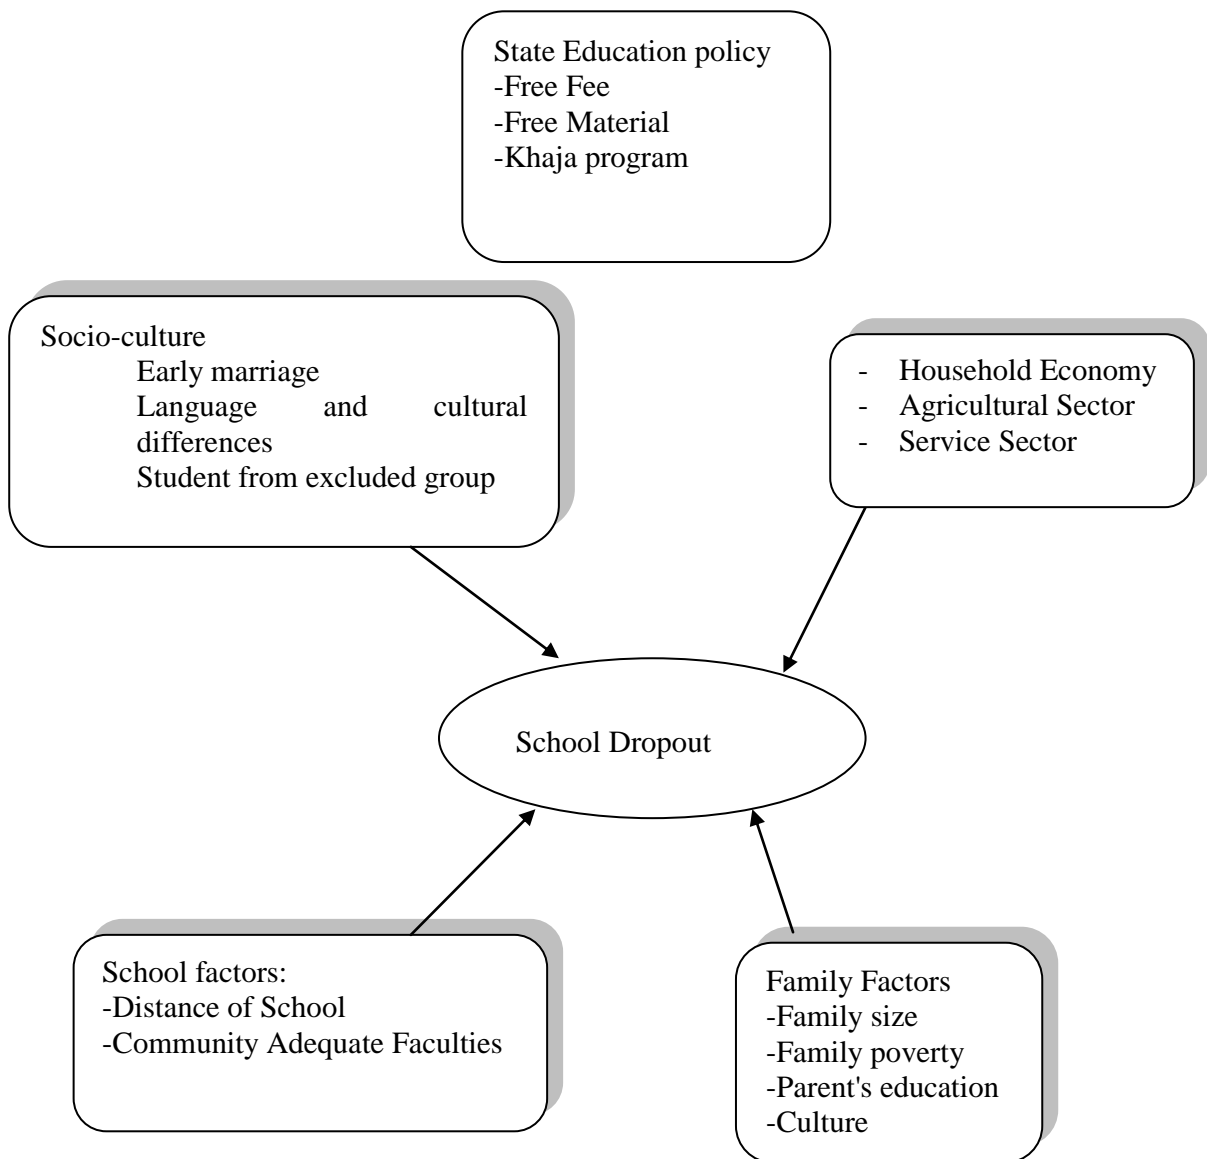 State Education policy
-Free Fee
-Free Material
-Khaja program
Socio-culture
Early marriage
Language and cultural
differences
Student from excluded group
- Household Economy
- Agricultural Sector
- Service Sector
School Dropout
School factors:
-Distance of School
-Community Adequate Faculties
Family Factors
-Family size
-Family poverty
-Parent's education
-Culture